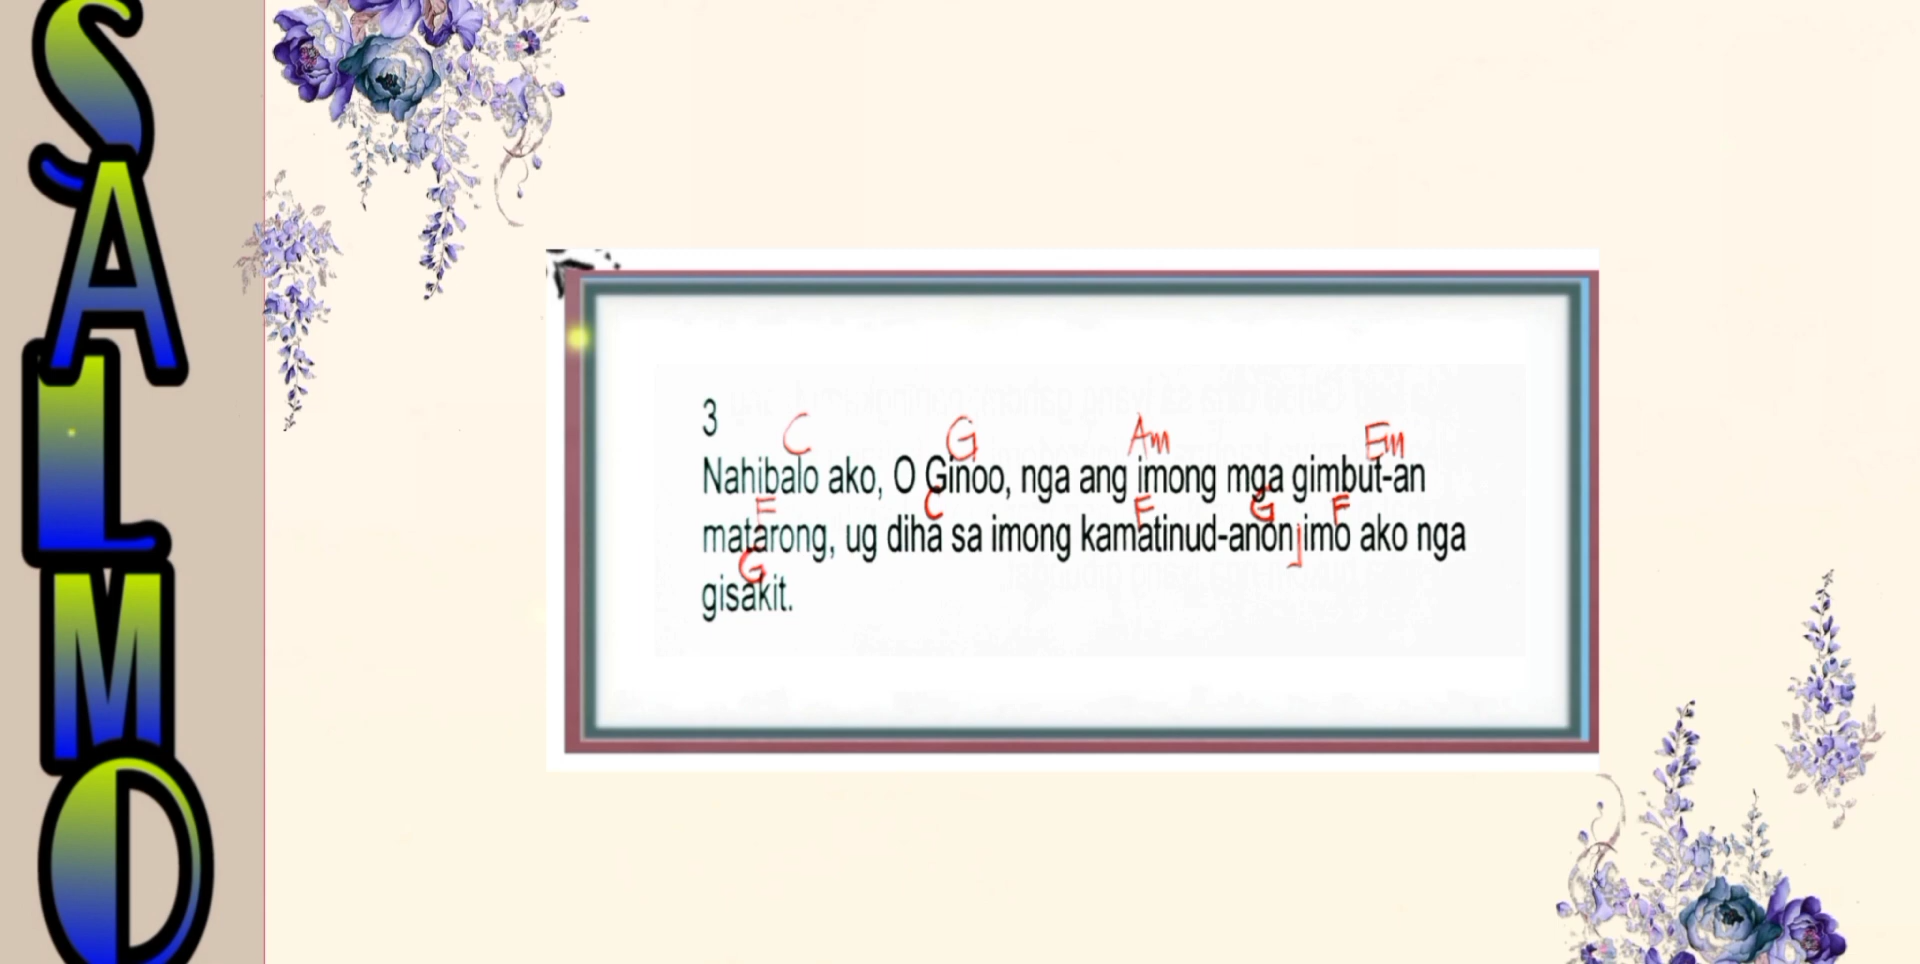 SALMO
3
C G Am Em
Nahibalo ako, O Ginoo, nga ang imong mga gimbut-an
F C F G F
matarong, ug diha sa imong kamatinud-anon imo ako nga
G
gisakit.